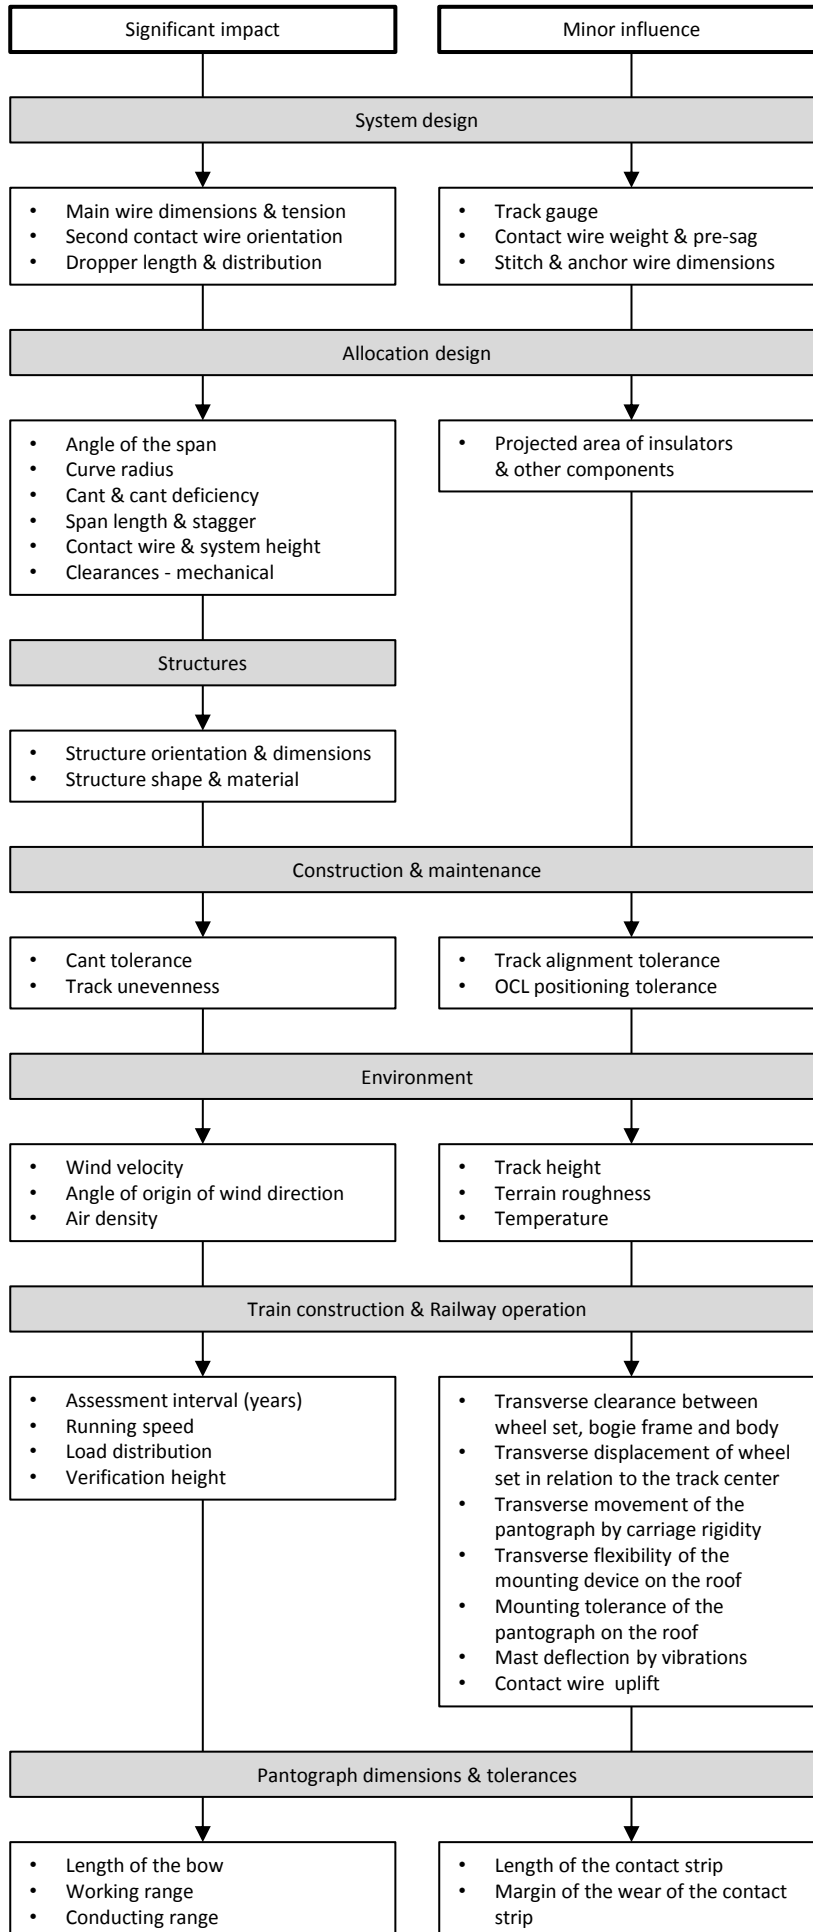 Significant impact
Minor influence
System design
• Main wire dimensions & tension
• Second contact wire orientation
• Dropper length & distribution
• Track gauge
• Contact wire weight & pre-sag
• Stitch & anchor wire dimensions
Allocation design
• Angle of the span
• Curve radius
• Cant & cant deficiency
• Span length & stagger
• Contact wire & system height
• Clearances - mechanical
• Projected area of insulators
& other components
Structures
• Structure orientation & dimensions
• Structure shape & material
Construction & maintenance
• Cant tolerance
• Track unevenness
• Track alignment tolerance
• OCL positioning tolerance
Environment
• Wind velocity
• Angle of origin of wind direction
• Air density
• Track height
• Terrain roughness
• Temperature
Train construction & Railway operation
• Assessment interval (years)
• Running speed
• Load distribution
• Verification height
• Transverse clearance between
wheel set, bogie frame and body
• Transverse displacement of wheel
set in relation to the track center
• Transverse movement of the
pantograph by carriage rigidity
• Transverse flexibility of the
mounting device on the roof
• Mounting tolerance of the
pantograph on the roof
• Mast deflection by vibrations
• Contact wire uplift
Pantograph dimensions & tolerances
• Length of the bow
• Working range
• Conducting range
• Length of the contact strip
• Margin of the wear of the contact
strip